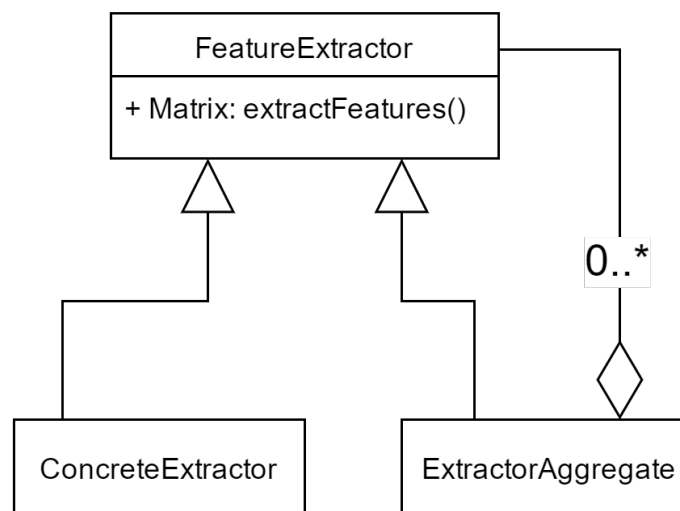 FeatureExtractor
+ Matrix: extractFeatures()
0..*
ConcreteExtractor
ExtractorAggregate